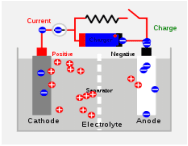 Current
Charge
Positive
Negative
Separator
Cathode
Anode
Electrolyte